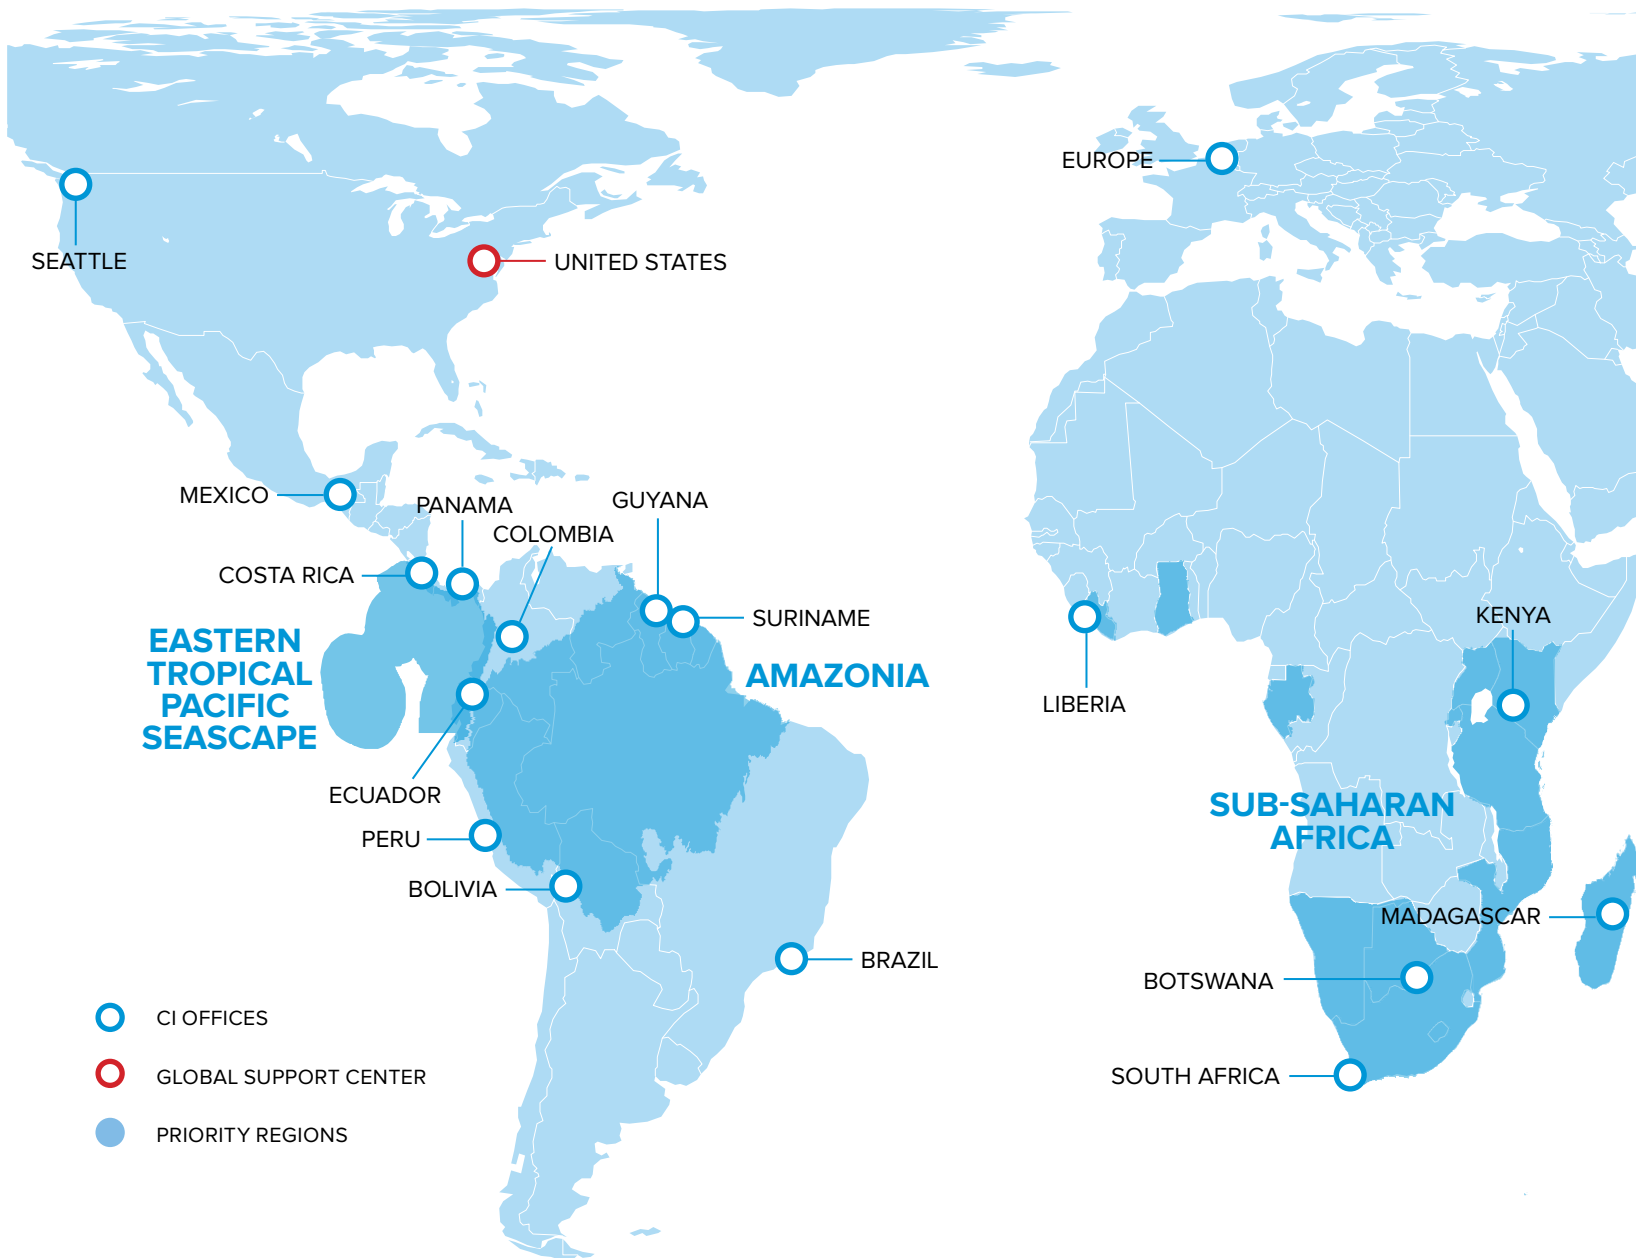 EUROPE
SEATTLE
UNITED STATES
MEXICO
PANAMA
GUYANA
COLOMBIA
COSTA RICA
SURINAME
KENYA
EASTERN
TROPICAL
PACIFIC
SEASCAPE
AMAZONIA
LIBERIA
ECUADOR
SUB-SAHARAN
AFRICA
PERU
BOLIVIA
MADAGASCAR
BRAZIL
BOTSWANA
CI OFFICES
GLOBAL SUPPORT CENTER
SOUTH AFRICA
PRIORITY REGIONS